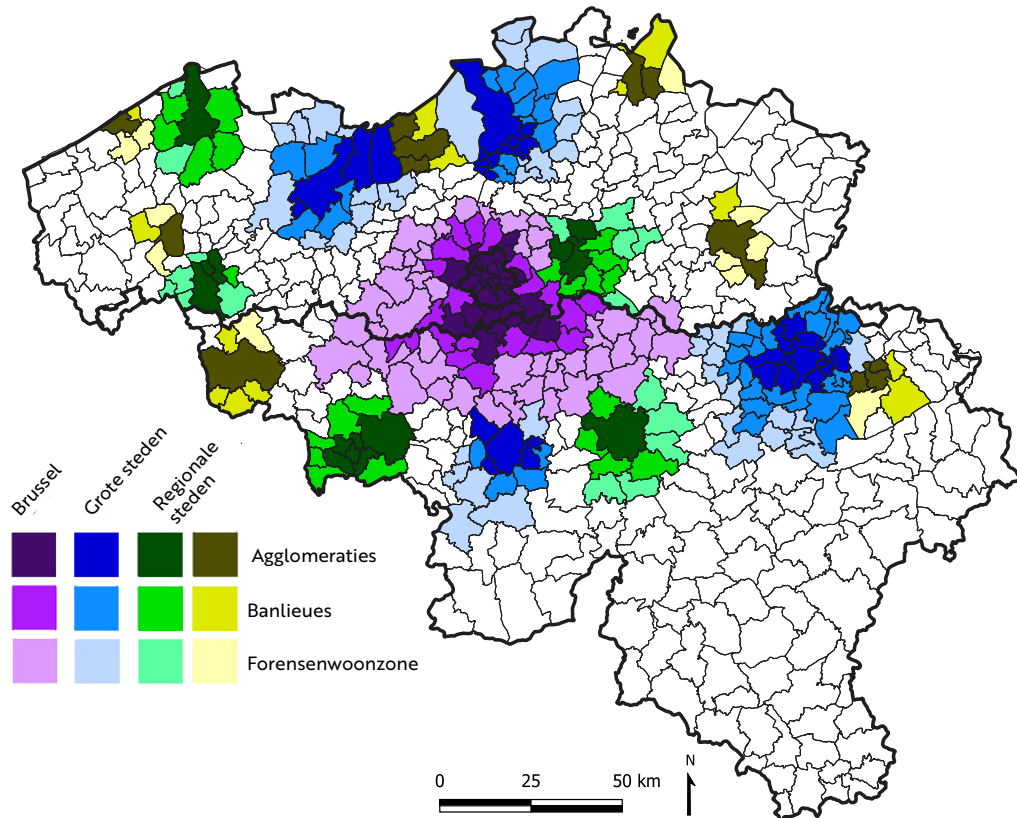 Brussel
Grote steden
Regionale
steden
Agglomeraties
Banlieues
Forensenwoonzone
0 25 50 km
N